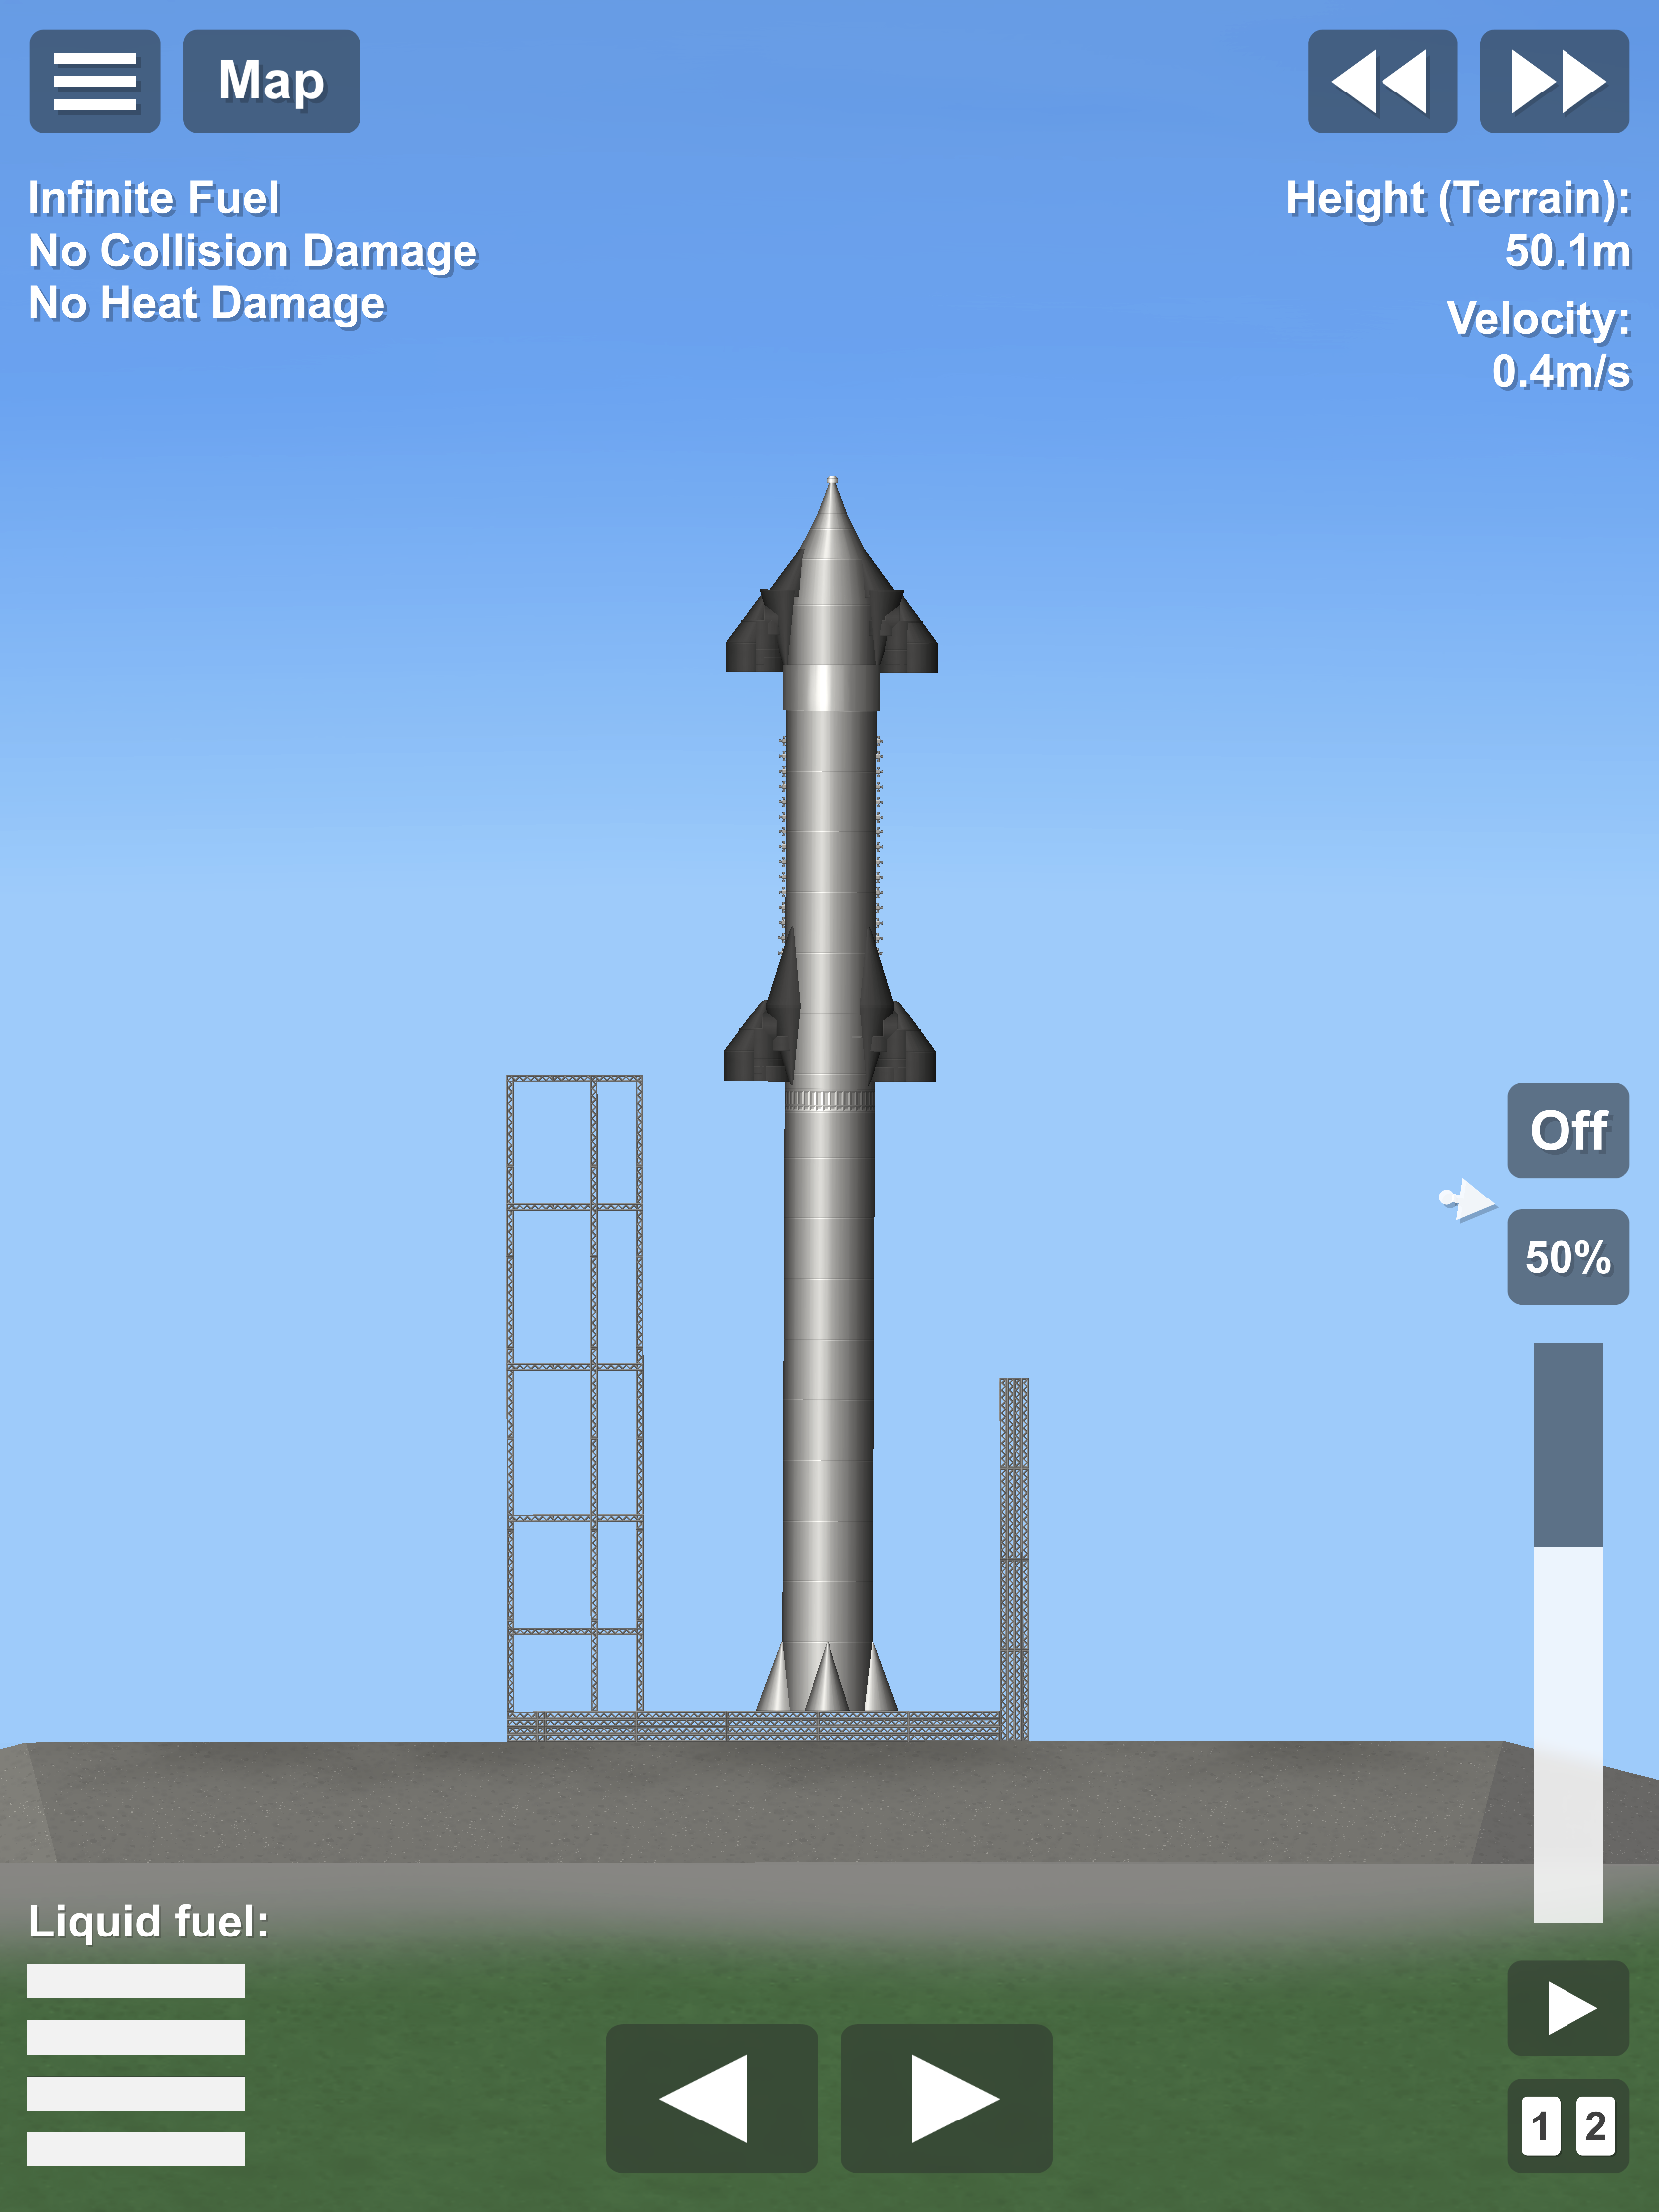 Map
Infinite Fuel
No Collision Damage
No Heat Damage
Height (Terrain):
50.1m
Velocity:
0.4m/s
Off
50%
Liquid fuel:
1 2